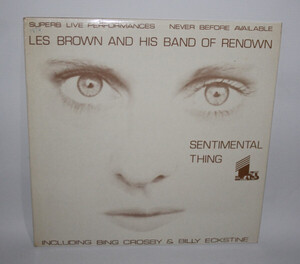 SUPERB LIVE PERFORMANCES NEVER BEFORE AVAILABLE
LES BROWN AND HIS BAND OF RENOWN
SENTIMENTAL
THING
INCLUDING BING CROSBY & BILLY ECKSTINE